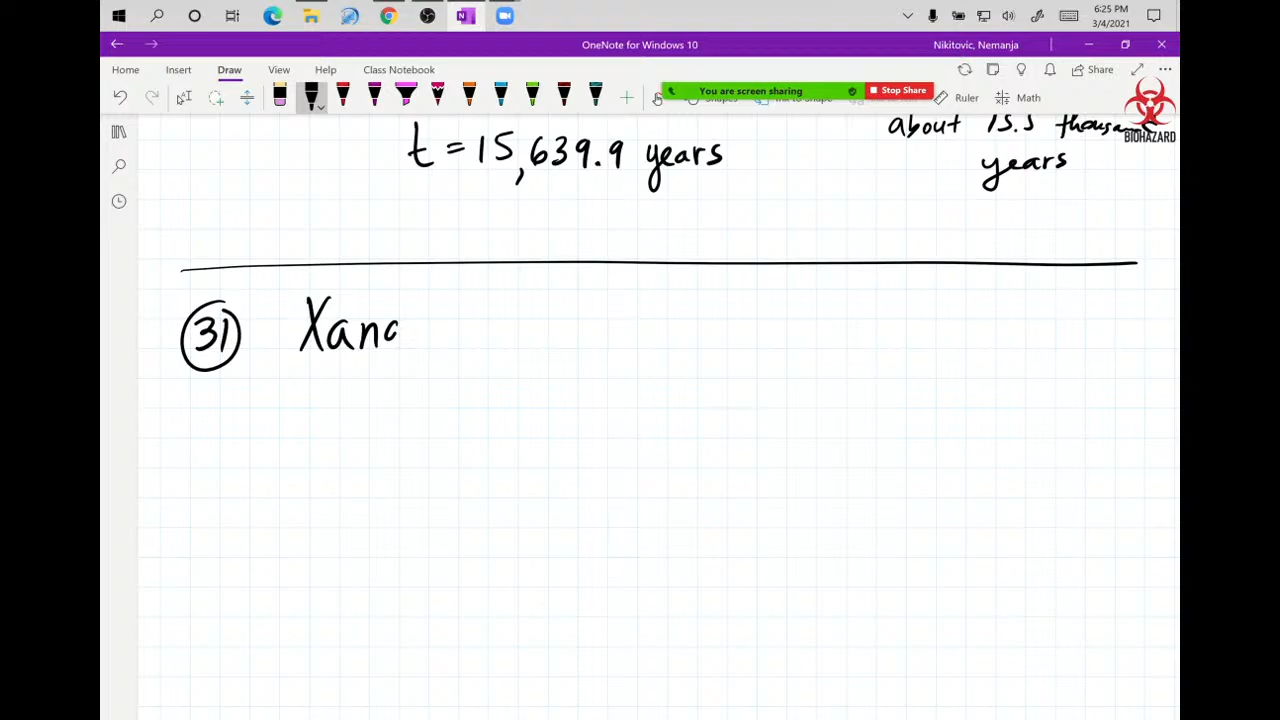 6:25 PM
3/4/2021
OneNote for Windows 10
Nikitovic, Nemanja
Home Insert Draw View Help Class Notebook
Share
You are screen sharing
Stop Share
Ruler
Math
about 15.5
BIOHAZARD
t = 15,639.9 years
years
31 Xan